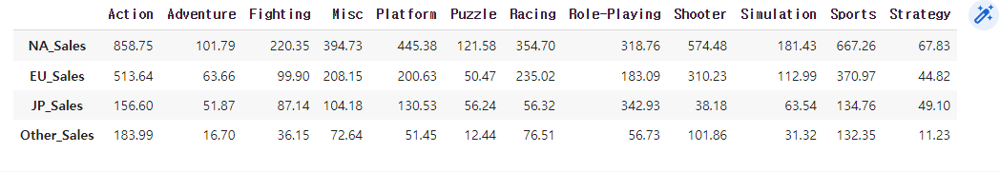 Action Adventure Fighting Misc Platform Puzzle Racing Role-Playing Shooter Simulation Sports Strategy
NA_Sales 858.75 101.79 220.35 394.73 445.38 121.58 354.70 318.76 574.48 181.43 667.26 67.83
EU_Sales 513.64 63.66 99.90 208.15 200.63 50.47 235.02 183.09 310.23 112.99 370.97 44.82
JP_Sales 156.60 51.87 87.14 104.18 130.53 56.24 56.32 342.93 38.18 63.54 134.76 49.10
Other_Sales 183.99 16.70 36.15 72.64 51.45 12.44 76.51 56.73 101.86 31.32 132.35 11.23